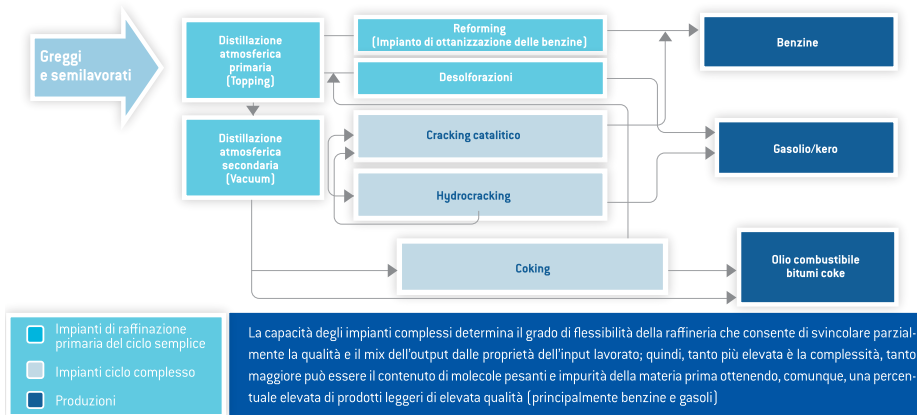 Greggi
e semilavorati
Distillazione
atmosferica
primaria
(Topping)
Reforming
(Impianto di ottanizzazione delle benzine)
Benzine
Desolforazioni
Distillazione
atmosferica
secondaria
(Vacuum)
Cracking catalitico
Gasolio/kero
Hydrocracking
Coking
Olio combustibile
bitumi coke
Impianti di raffinazione
primaria del ciclo semplice
Impianti ciclo complesso
Produzioni
La capacità degli impianti complessi determina il grado di flessibilità della raffineria che consente di svincolare parzial-
mente la qualità e il mix dell'output dalle proprietà dell'input lavorato; quindi, tanto più elevata è la complessità, tanto
maggiore può essere il contenuto di molecole pesanti e impurità della materia prima ottenendo, comunque, una percen-
tuale elevata di prodotti leggeri di elevata qualità (principalmente benzine e gasoli)